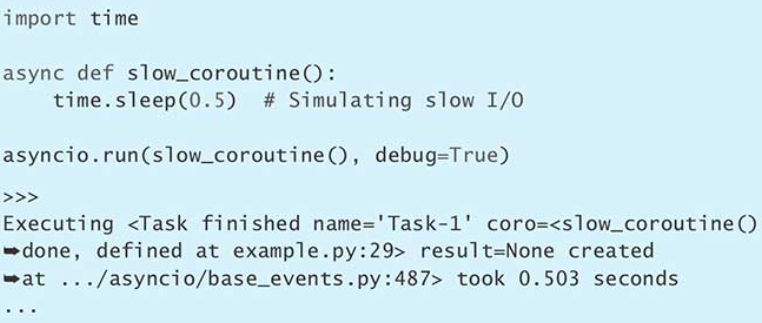 import time
async def slow_coroutine():
    time.sleep(0.5)  # Simulating slow I/O
asyncio.run(slow_coroutine(), debug=True)
>>>
Executing <Task finished name='Task-1' coro=<slow_coroutine()
➥done, defined at example.py:29> result=None created
➥at .../asyncio/base_events.py:487> took 0.503 seconds
...